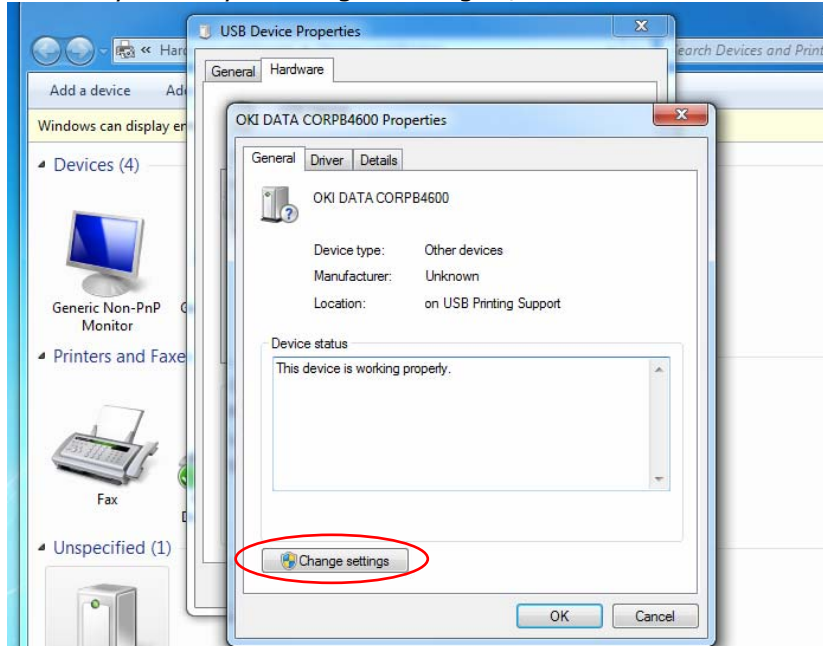 USB Device Properties
« Hard
Search Devices and Print
General Hardware
Add a device Ad
Windows can display en
OKI DATA CORPB4600 Properties
General Driver Details
Devices (4)
OKI DATA CORPB4600
Device type: Other devices
Manufacturer: Unknown
Location: on USB Printing Support
Generic Non-PnP
Monitor
Device status
This device is working properly.
Printers and Faxe
Fax
Unspecified (1)
Change settings
OK Cancel